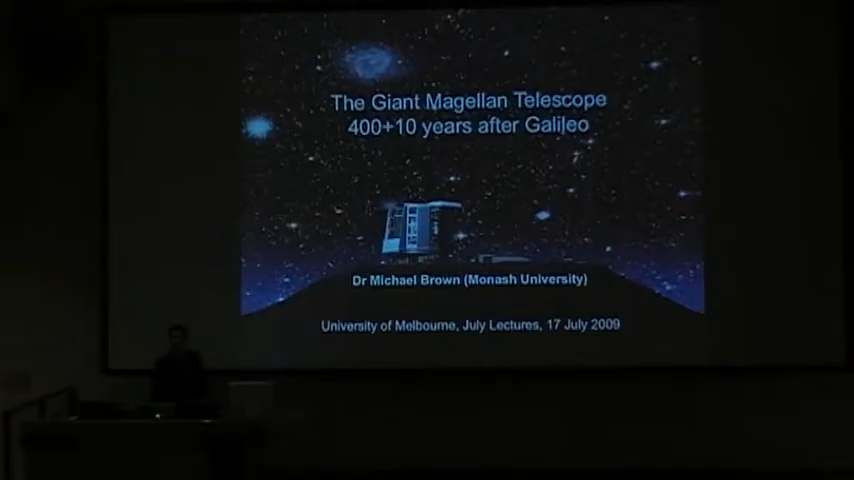 The Giant Magellan Telescope
400+10 years after Galileo
Dr Michael Brown (Monash University)
University of Melbourne, July Lectures, 17 July 2009